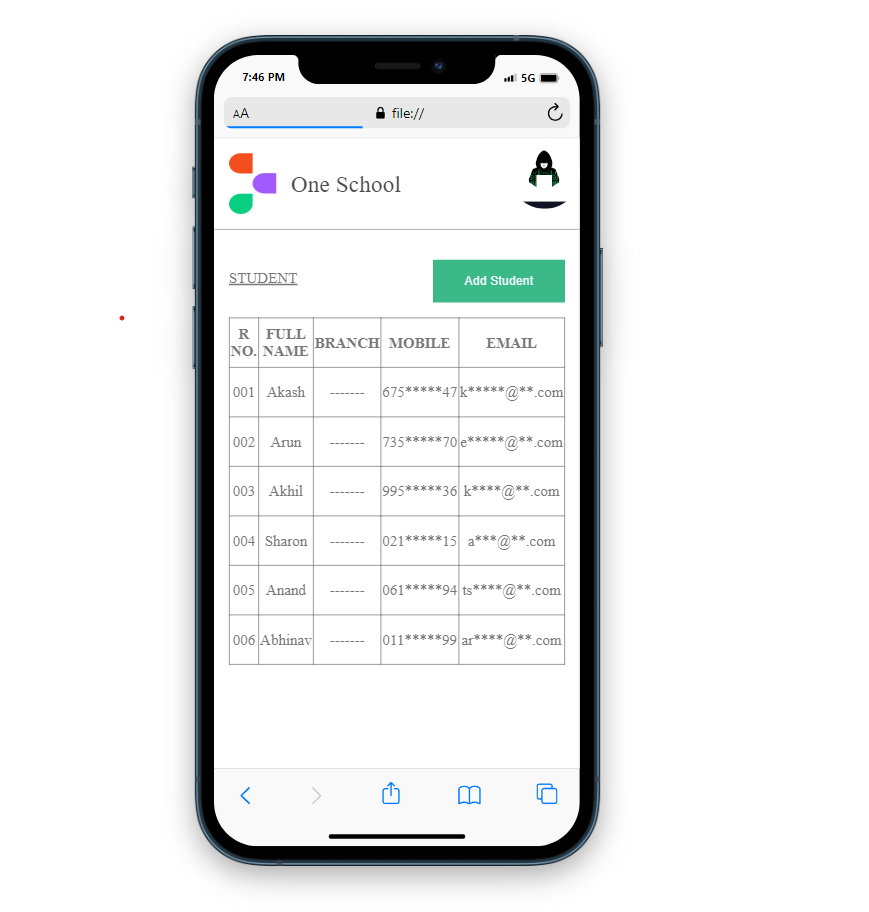 7:46 PM 5G
AA file://
One School
STUDENT Add Student
R NO. FULL NAME BRANCH MOBILE EMAIL
001 Akash ------- 675*****47 k*****@**.com
002 Arun ------- 735*****70 e*****@**.com
003 Akhil ------- 995*****36 k****@**.com
004 Sharon ------- 021*****15 a***@**.com
005 Anand ------- 061*****94 ts****@**.com
006 Abhinav ------- 011*****99 ar****@**.com